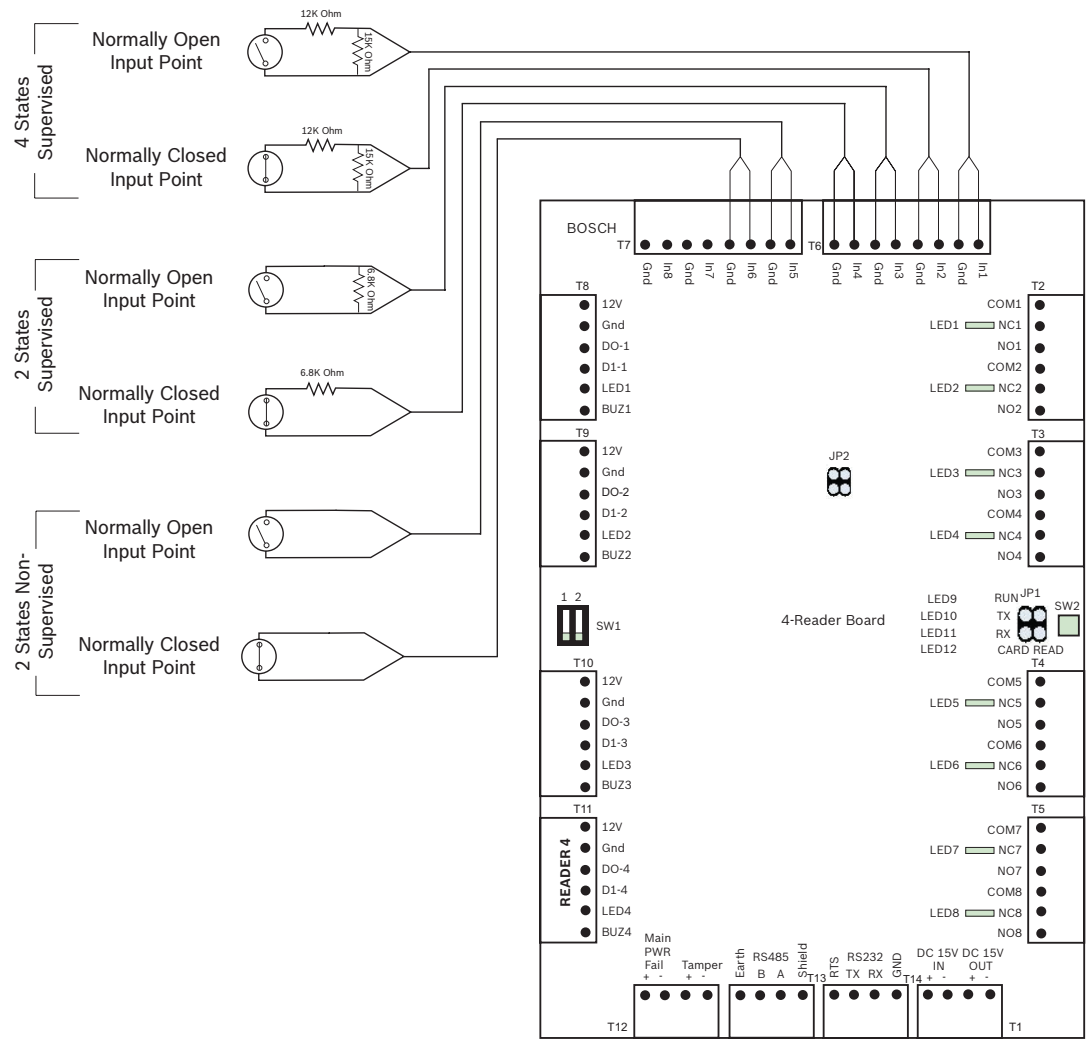 12K Ohm
15K Ohm
Normally Open
Input Point
4 States
Supervised
12K Ohm
15K Ohm
Normally Closed
Input Point
Normally Open
Input Point
6.8K Ohm
2 States
Supervised
6.8K Ohm
Normally Closed
Input Point
Normally Open
Input Point
2 States Non-
Supervised
Normally Closed
Input Point
BOSCH
T7
T6
Gnd
In8
Gnd
In7
Gnd
In6
Gnd
In5
Gnd
In4
Gnd
In3
Gnd
In2
Gnd
In1
T8
12V
Gnd
DO-1
D1-1
LED1
BUZ1
T9
12V
Gnd
DO-2
D1-2
LED2
BUZ2
1 2
SW1
T10
12V
Gnd
DO-3
D1-3
LED3
BUZ3
T11
READER 4
12V
Gnd
DO-4
D1-4
LED4
BUZ4
JP2
4-Reader Board
T2
COM1
LED1 NC1
NO1
COM2
LED2 NC2
NO2
T3
COM3
LED3 NC3
NO3
COM4
LED4 NC4
NO4
JP1
SW2
LED9 RUN
LED10 TX
LED11 RX
LED12 CARD READ
T4
COM5
LED5 NC5
NO5
COM6
LED6 NC6
NO6
T5
COM7
LED7 NC7
NO7
COM8
LED8 NC8
NO8
Main
PWR
Fail
+ -
Tamper
+ -
T12
Earth
RS485
B A
Shield
T13
RTS
RS232
TX RX
GND
T14
DC 15V
IN
+ -
DC 15V
OUT
+ -
T1